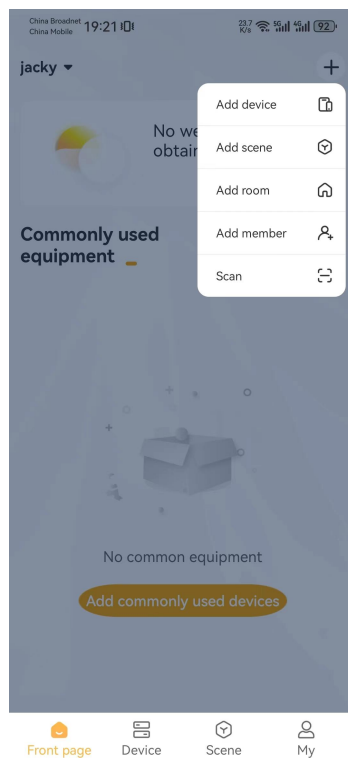 China Broadnet
China Mobile
19:21
23.7 K/s
5G
4G
92
jacky
No we
obtain
Add device
Add scene
Add room
Add member
Scan
Commonly used
equipment
No common equipment
Add commonly used devices
Front page
Device
Scene
My